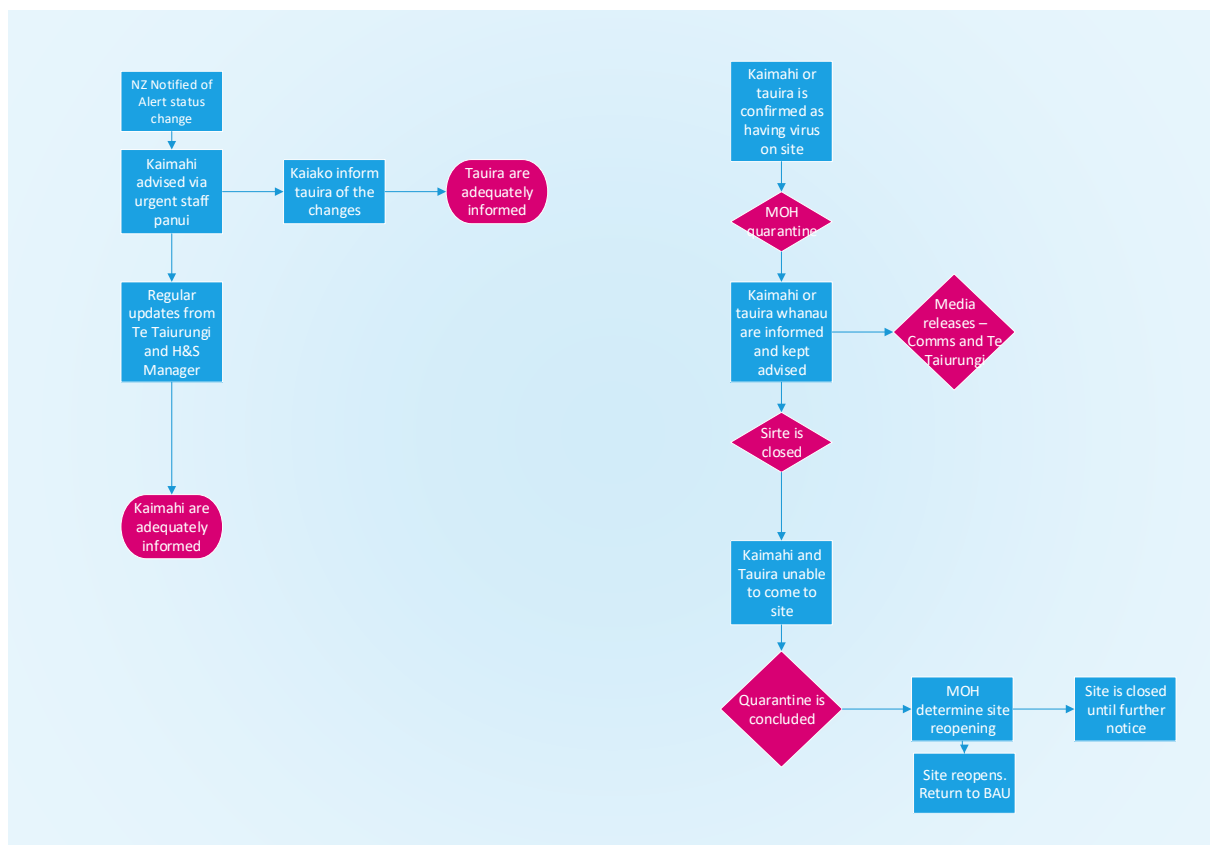 NZ Notified of
Alert status
change
Kaimahi
advised via
urgent staff
panui
Kaiako inform
tauira of the
changes
Tauira are
adequately
informed
Regular
updates from
Te Taiurungi
and H&S
Manager
Kaimahi are
adequately
informed
Kaimahi or
tauira is
confirmed as
having virus
on site
MOH
quarantine
Kaimahi or
tauira whanau
are informed
and kept
advised
Media
releases –
Comms and Te
Taiurungi
Sirte is
closed
Kaimahi and
Tauira unable
to come to
site
Quarantine is
concluded
MOH
determine site
reopening
Site is closed
until further
notice
Site reopens.
Return to BAU